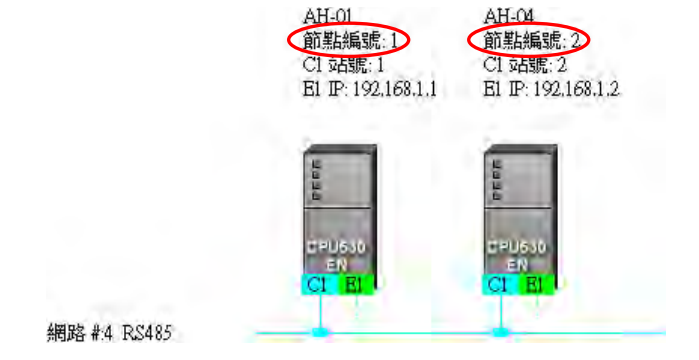 AH-01
節點編號: 1
C1 站號: 1
E1 IP: 192.168.1.1
AH-04
節點編號: 2
C1 站號: 2
E1 IP: 192.168.1.2
CPU530
EN
C1 E1
CPU530
EN
C1 E1
網路 #:4 RS485